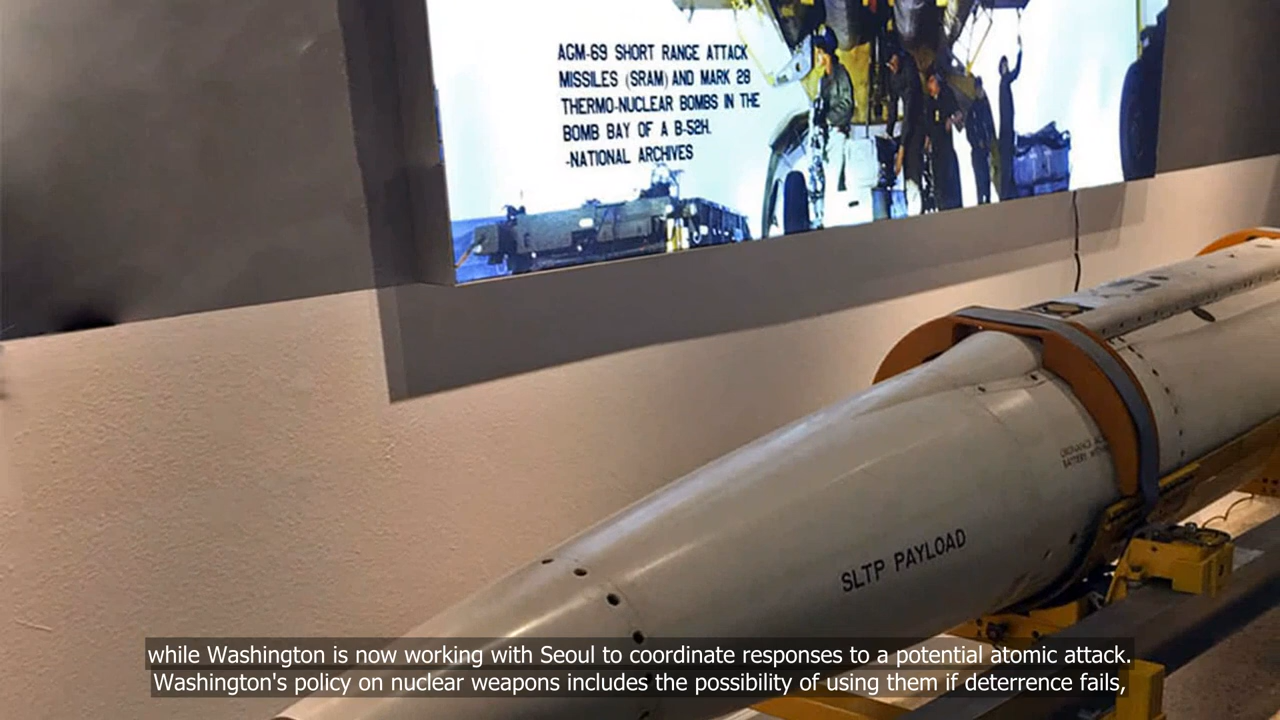 AGM-69 SHORT RANGE ATTACK
MISSILES (SRAM) AND MARK 28
THERMO-NUCLEAR BOMBS IN THE
BOMB BAY OF A B-52H.
-NATIONAL ARCHIVES
SLTP PAYLOAD
while Washington is now working with Seoul to coordinate responses to a potential atomic attack.
Washington's policy on nuclear weapons includes the possibility of using them if deterrence fails,